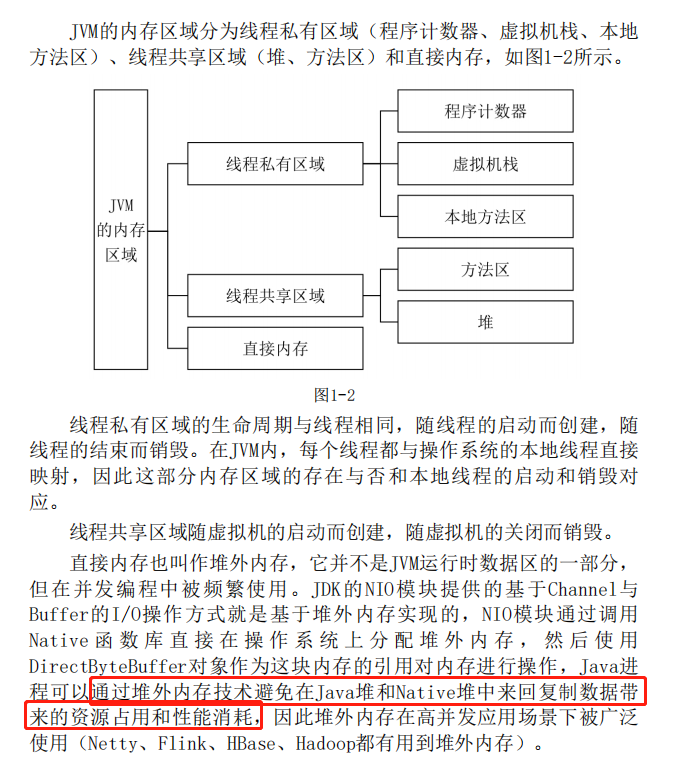 JVM的内存区域分为线程私有区域（程序计数器、虚拟机栈、本地
方法区）、线程共享区域（堆、方法区）和直接内存，如图1-2所示。
JVM
的内存
区域
线程私有区域
程序计数器
虚拟机栈
本地方法区
线程共享区域
方法区
堆
直接内存
图1-2
线程私有区域的生命周期与线程相同，随线程的启动而创建，随
线程的结束而销毁。在JVM内，每个线程都与操作系统的本地线程直接
映射，因此这部分内存区域的存在与否和本地线程的启动和销毁对
应。
线程共享区域随虚拟机的启动而创建，随虚拟机的关闭而销毁。
直接内存也叫作堆外内存，它并不是JVM运行时数据区的一部分，
但在并发编程中被频繁使用。JDK的NIO模块提供的基于Channel与
Buffer的I/O操作方式就是基于堆外内存实现的，NIO模块通过调用
Native函数库直接在操作系统上分配堆外内存，然后使用
DirectByteBuffer对象作为这块内存的引用对内存进行操作，Java进
程可以通过堆外内存技术避免在Java堆和Native堆中来回复制数据带
来的资源占用和性能消耗，因此堆外内存在高并发应用场景下被广泛
使用（Netty、Flink、HBase、Hadoop都有用到堆外内存）。